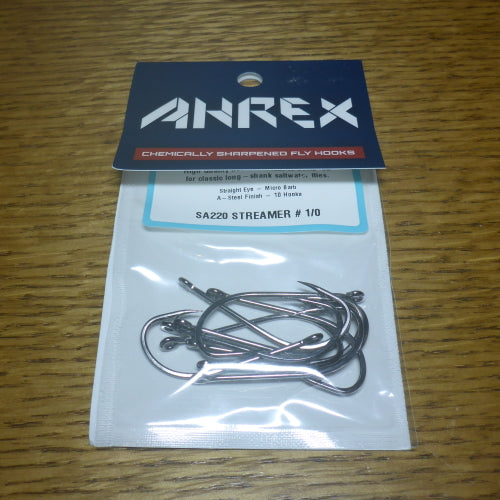 AHREX
CHEMICALLY SHARPENED FLY HOOKS
for classic long – shank saltwater flies.
Straight Eye – Micro Barb
A–Steel Finish – 10 Hooks
SA220 STREAMER # 1/0